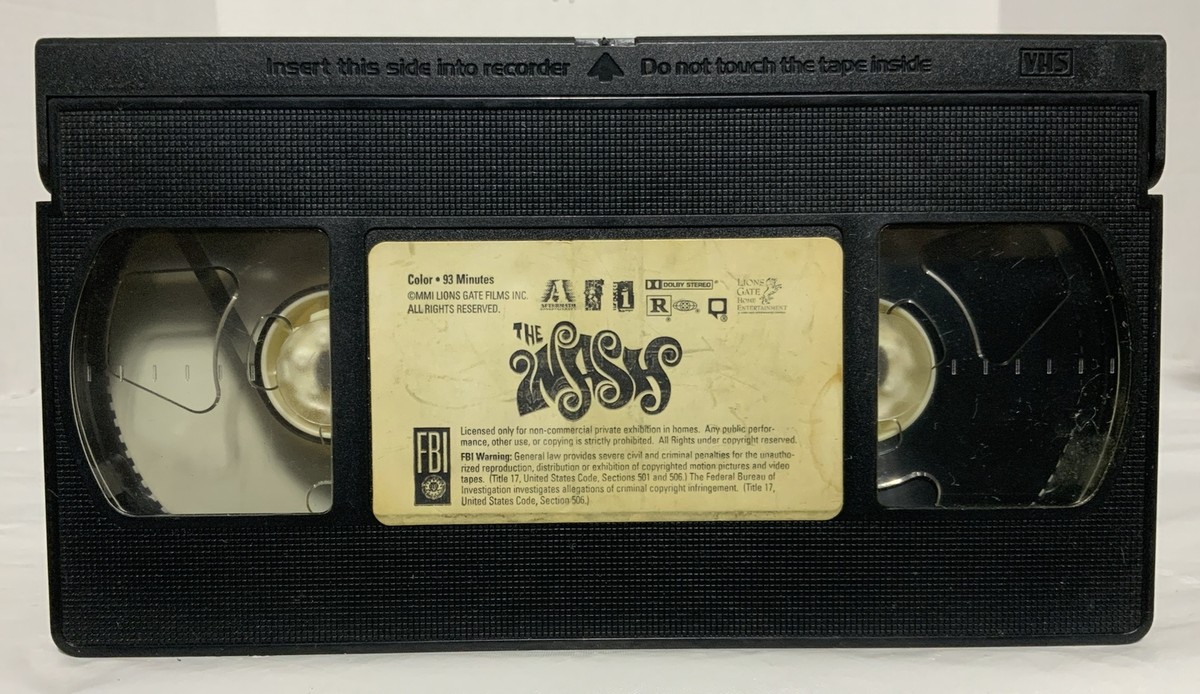 Insert this side into recorder Do not touch the tape inside VHS
Color • 93 Minutes
©MMI LIONS GATE FILMS INC.
ALL RIGHTS RESERVED.
A
AFTERMATH
DOLBY STEREO
R
LIONS
GATE
HOME
ENTERTAINMENT
THE
WASH
FBI
Licensed only for non-commercial private exhibition in homes. Any public perfor-
mance, other use, or copying is strictly prohibited. All Rights under copyright reserved.
FBI Warning: General law provides severe civil and criminal penalties for the unautho-
rized reproduction, distribution or exhibition of copyrighted motion pictures and video
tapes. (Title 17, United States Code, Sections 501 and 506.) The Federal Bureau of
Investigation investigates allegations of criminal copyright infringement. (Title 17,
United States Code, Section 506.)